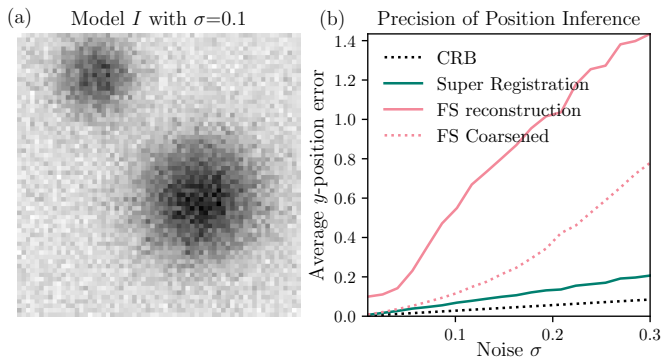 (a) Model I with σ=0.1
(b) Precision of Position Inference
Average y-position error
1.4
1.2
1.0
0.8
0.6
0.4
0.2
0.0
CRB
Super Registration
FS reconstruction
FS Coarsened
0.1 0.2 0.3
Noise σ